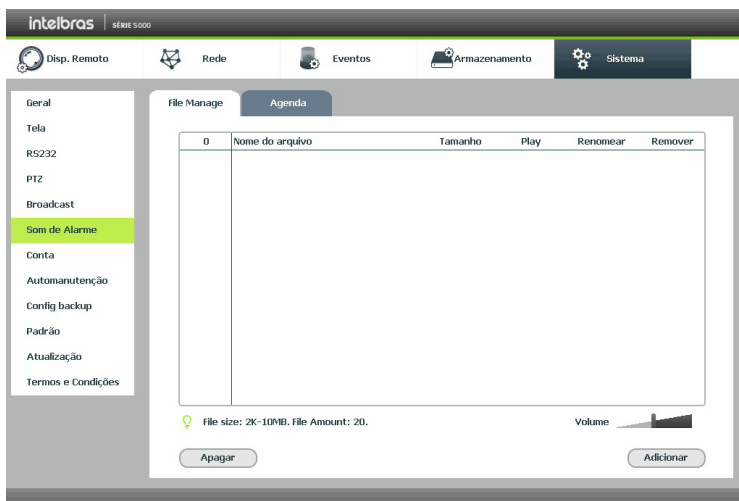 intelbras SÉRIE 5000
Disp. Remoto Rede Eventos Armazenamento Sistema
Geral
Tela
RS232
PTZ
Broadcast
Som de Alarme
Conta
Automanutenção
Config backup
Padrão
Atualização
Termos e Condições
File Manage Agenda
0 Nome do arquivo Tamanho Play Renomear Remover
File size: 2K-10MB. File Amount: 20.
Volume
Apagar Adicionar